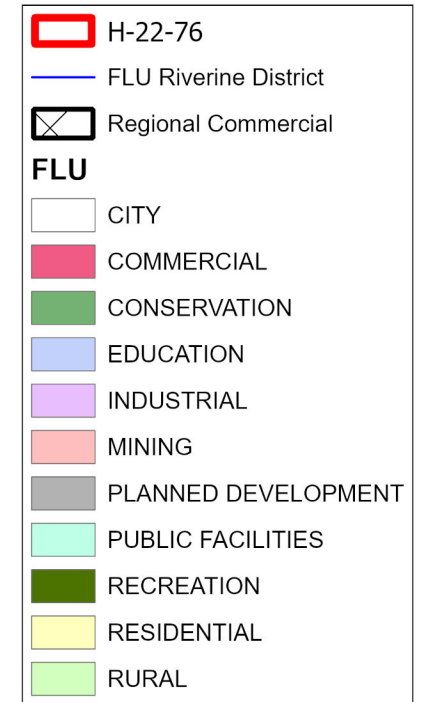 H-22-76
FLU Riverine District
Regional Commercial
FLU
CITY
COMMERCIAL
CONSERVATION
EDUCATION
INDUSTRIAL
MINING
PLANNED DEVELOPMENT
PUBLIC FACILITIES
RECREATION
RESIDENTIAL
RURAL